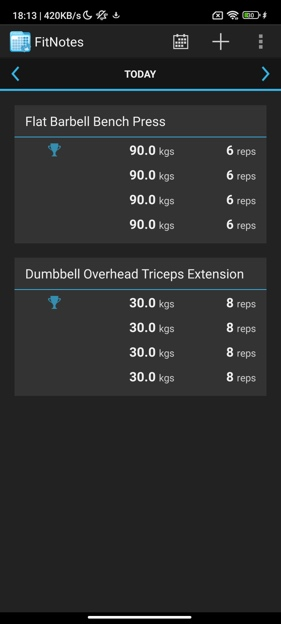 18:13 | 420KB/s
FitNotes
TODAY
Flat Barbell Bench Press
90.0 kgs 6 reps
90.0 kgs 6 reps
90.0 kgs 6 reps
90.0 kgs 6 reps
Dumbbell Overhead Triceps Extension
30.0 kgs 8 reps
30.0 kgs 8 reps
30.0 kgs 8 reps
30.0 kgs 8 reps